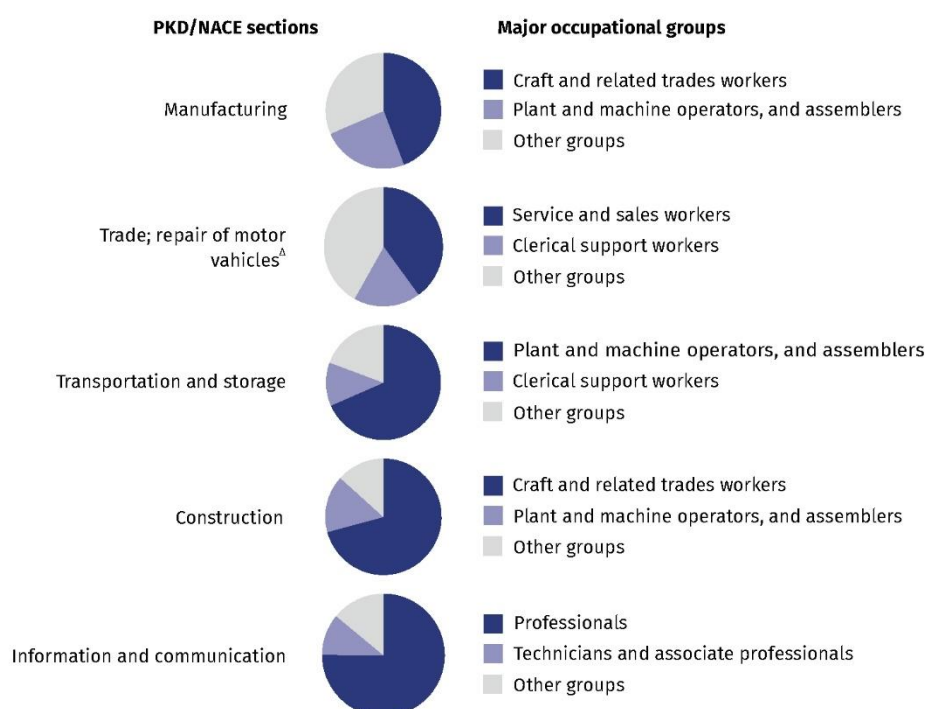 PKD/NACE sections
Major occupational groups
Manufacturing
Craft and related trades workers
Plant and machine operators, and assemblers
Other groups
Trade; repair of motor
vahicles^Δ
Service and sales workers
Clerical support workers
Other groups
Transportation and storage
Plant and machine operators, and assemblers
Clerical support workers
Other groups
Construction
Craft and related trades workers
Plant and machine operators, and assemblers
Other groups
Information and communication
Professionals
Technicians and associate professionals
Other groups